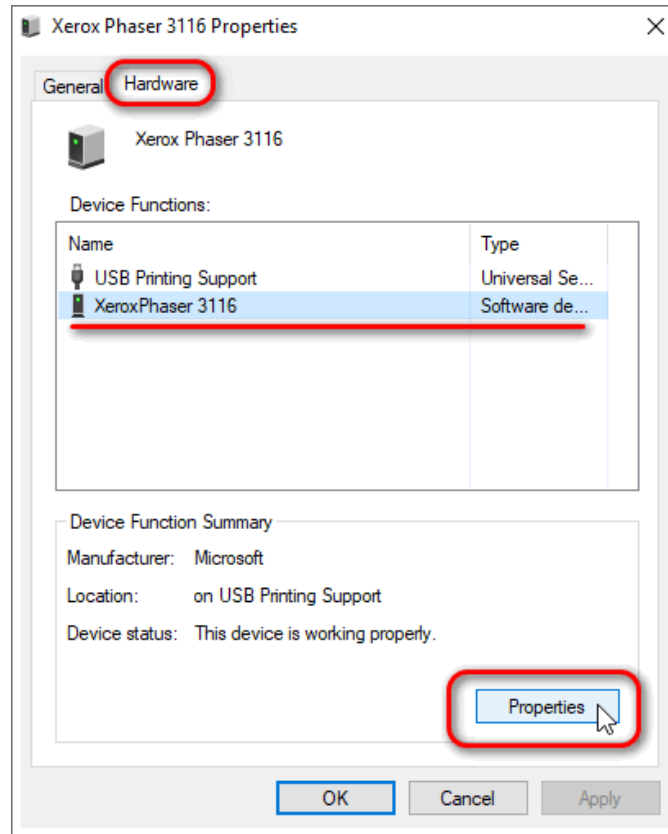 Xerox Phaser 3116 Properties
General Hardware
Xerox Phaser 3116
Device Functions:
Name Type
USB Printing Support Universal Se...
XeroxPhaser 3116 Software de...
Device Function Summary
Manufacturer: Microsoft
Location: on USB Printing Support
Device status: This device is working properly.
Properties
OK Cancel Apply